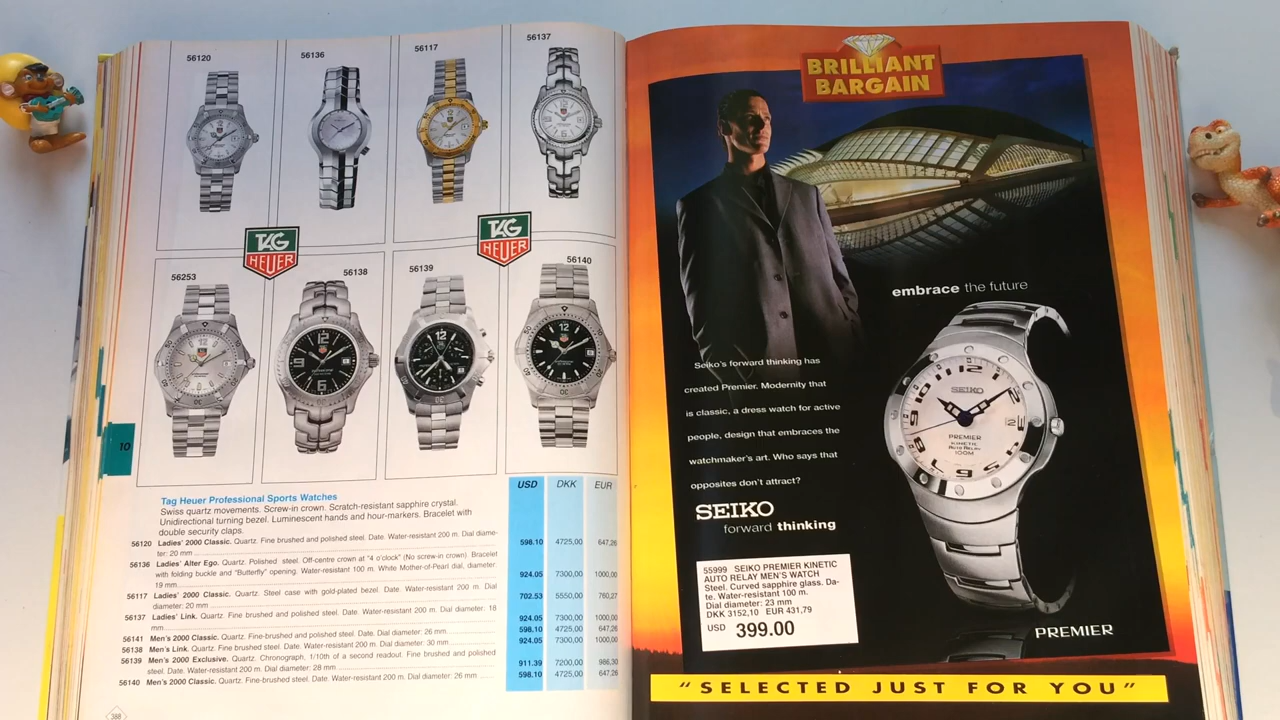 56120
56136
56117
56137
TAG
HEUER
TAG
HEUER
56253
56138
56139
56140
10
Tag Heuer Professional Sports Watches
Swiss quartz movements. Screw-in crown. Scratch-resistant sapphire crystal.
Unidirectional turning bezel. Luminescent hands and hour-markers. Bracelet with
double security claps.
USD DKK EUR
56120 Ladies' 2000 Classic. Quartz. Fine brushed and polished steel. Date. Water-resistant 200 m. Dial diame-
ter: 20 mm 598.10 4725,00 647,26
56136 Ladies' Alter Ego. Quartz. Polished steel. Off-centre crown at "4 o'clock" (No screw-in crown). Bracelet
with folding buckle and "Butterfly" opening. Water-resistant 100 m. White Mother-of-Pearl dial, diameter:
19 mm 924.05 7300,00 1000,00
56117 Ladies' 2000 Classic. Quartz. Steel case with gold-plated bezel. Date. Water-resistant 200 m. Dial
diameter: 20 mm 702.53 5550,00 760,27
56137 Ladies' Link. Quartz. Fine brushed and polished steel. Date. Water-resistant 200 m. Dial diameter: 18
mm 924.05 7300,00 1000,00
56141 Men's 2000 Classic. Quartz. Fine-brushed and polished steel. Date. Dial diameter: 26 mm 598.10 4725,00 647,26
56138 Men's Link. Quartz. Fine brushed steel. Date. Water-resistant 200 m. Dial diameter: 30 mm 924.05 7300,00 1000,00
56139 Men's 2000 Exclusive. Quartz. Chronograph, 1/10th of a second readout. Fine brushed and polished
steel. Date. Water-resistant 200 m. Dial diameter: 28 mm 911.39 7200,00 986,30
56140 Men's 2000 Classic. Quartz. Fine-brushed steel. Date. Water-resistant 200 m. Dial diameter: 26 mm 598.10 4725,00 647,26
388
BRILLIANT
BARGAIN
embrace the future
Seiko's forward thinking has
created Premier. Modernity that
is classic, a dress watch for active
people, design that embraces the
watchmaker's art. Who says that
opposites don't attract?
SEIKO
forward thinking
SEIKO
PREMIER
KINETIC
AUTO RELAY
100M
55999 SEIKO PREMIER KINETIC
AUTO RELAY MEN'S WATCH
Steel. Curved sapphire glass. Da-
te. Water-resistant 100 m.
Dial diameter: 23 mm
DKK 3152,10 EUR 431,79
USD 399.00
PREMIER
"SELECTED JUST FOR YOU"